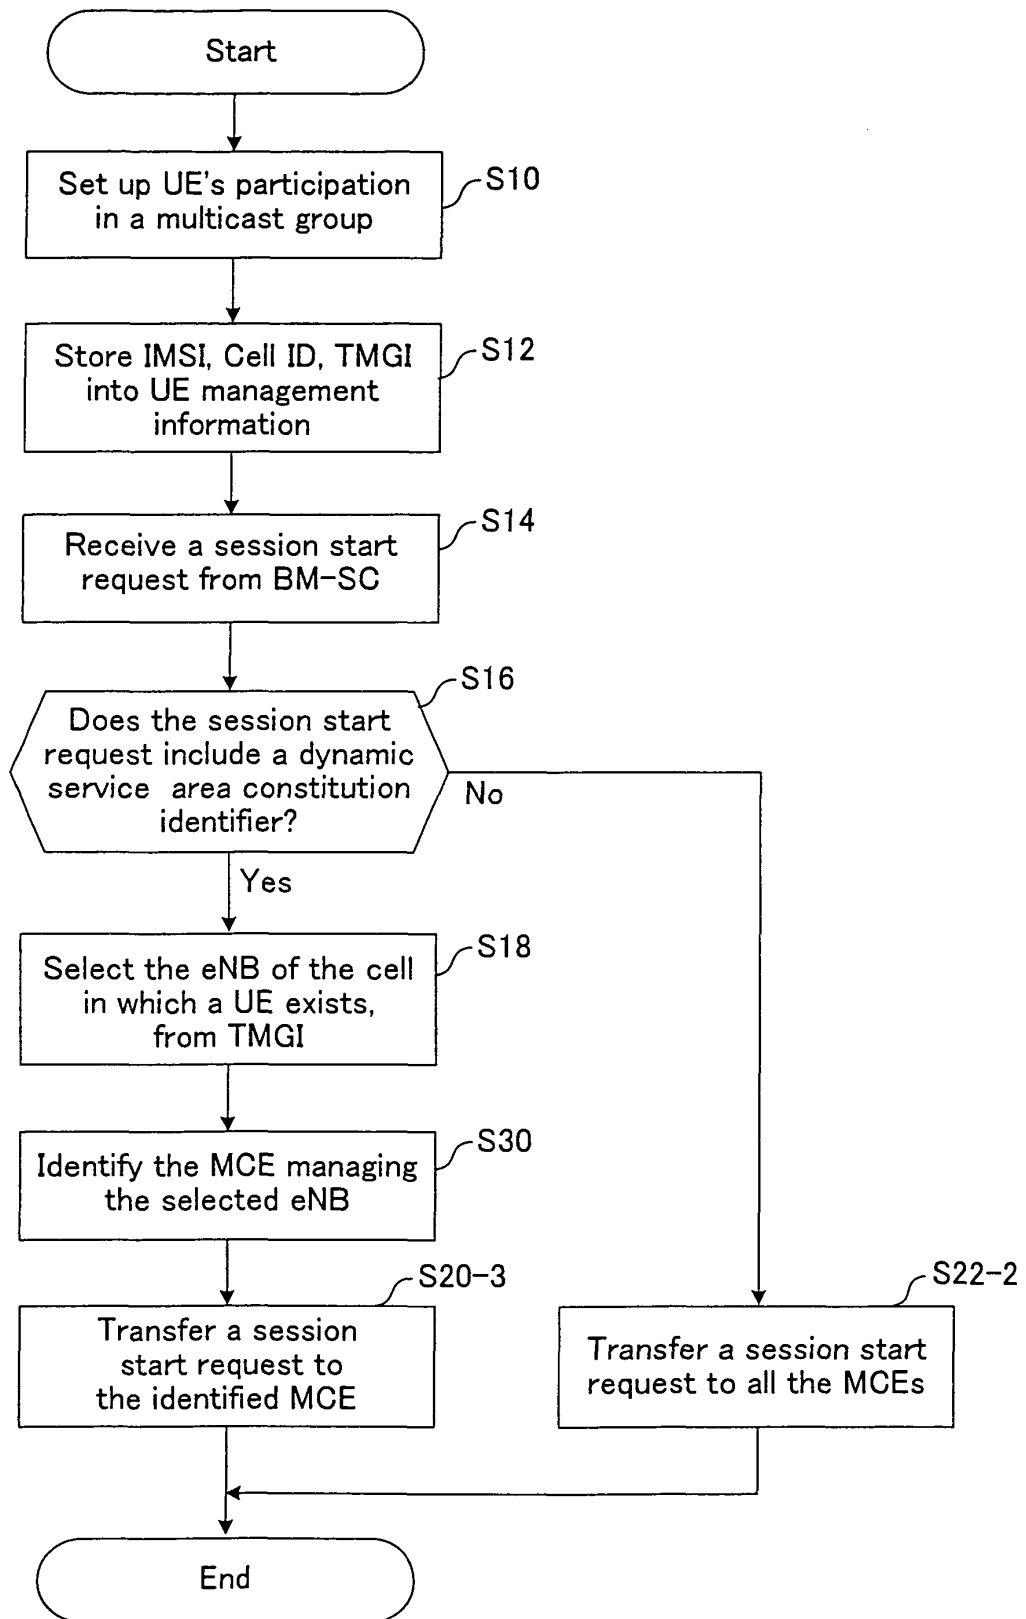 Start
Set up UE's participation
in a multicast group
S10
Store IMSI, Cell ID, TMGI
into UE management
information
S12
Receive a session start
request from BM-SC
S14
Does the session start
request include a dynamic
service area constitution
identifier?
S16
No
Yes
Select the eNB of the cell
in which a UE exists,
from TMGI
S18
Identify the MCE managing
the selected eNB
S30
Transfer a session
start request to
the identified MCE
S20-3
Transfer a session start
request to all the MCEs
S22-2
End